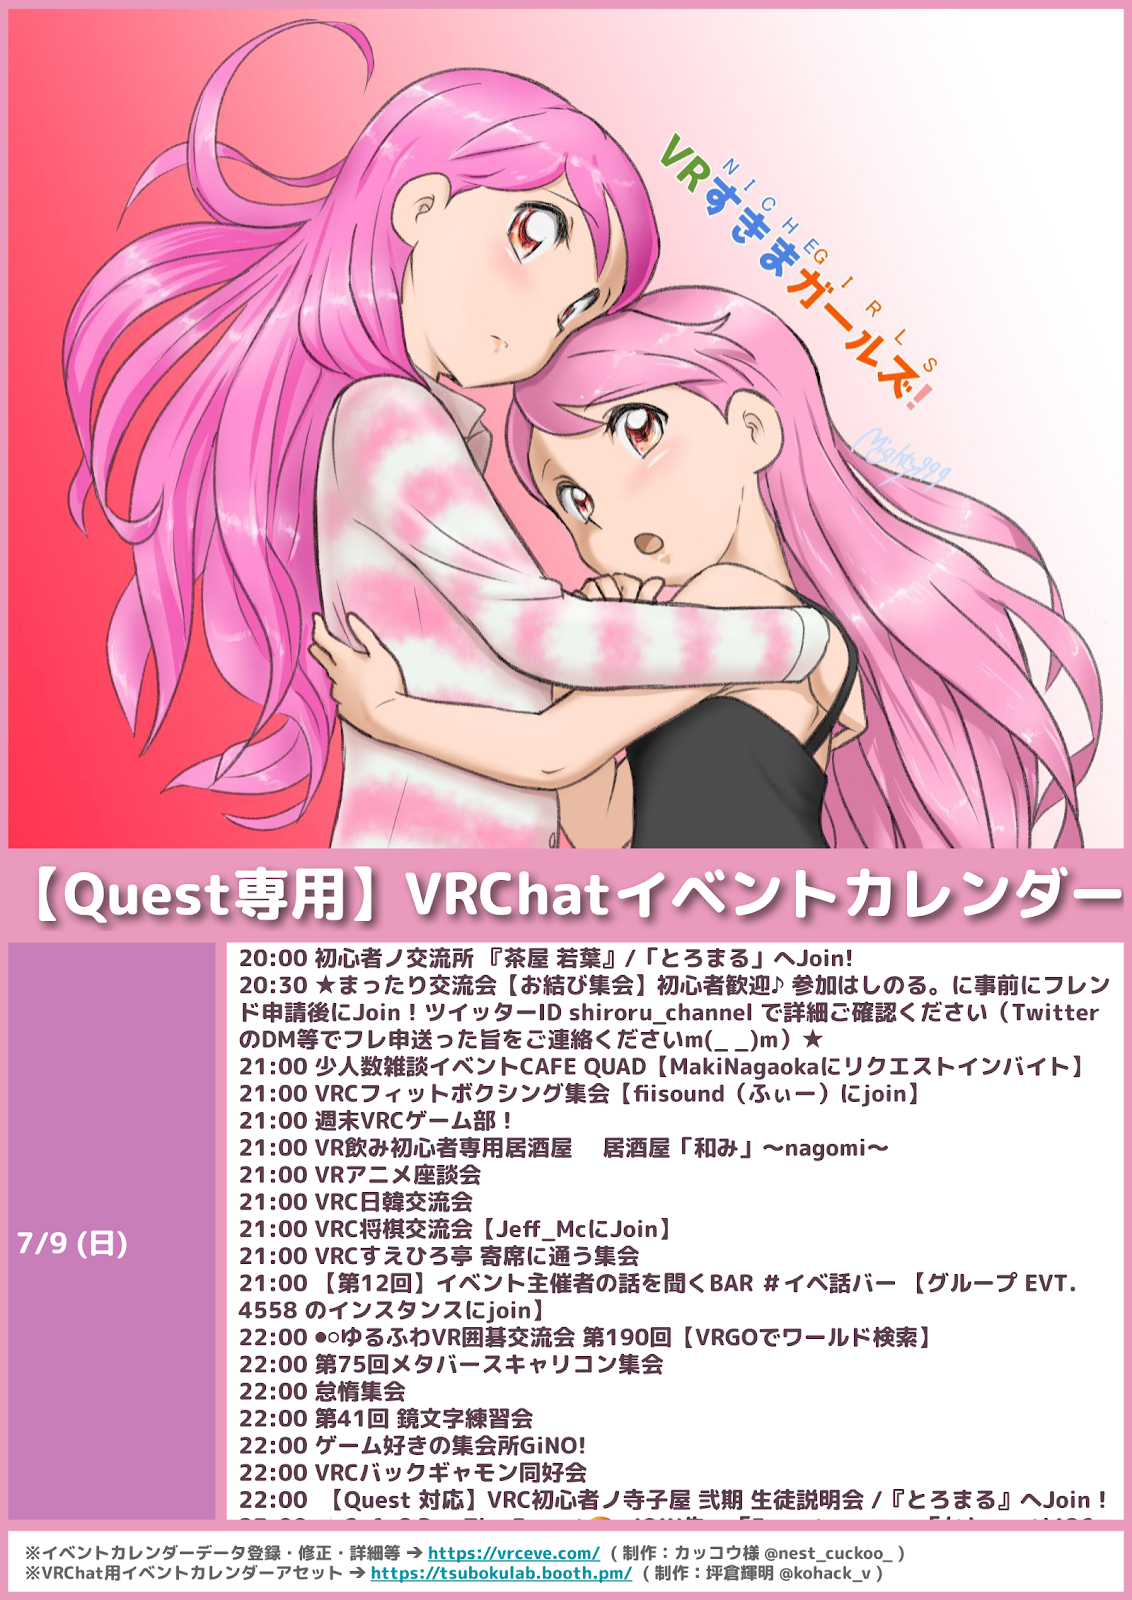 NICHEGIRLS
VRすきまガールズ!
Mighty999
【Quest専用】VRChatイベントカレンダー
7/9 (日)
20:00 初心者ノ交流所 『茶屋 若葉』/「とろまる」へJoin!
20:30 ★まったり交流会【お結び集会】初心者歓迎♪ 参加はしのる。に事前にフレン
ド申請後にJoin！ツイッターID shiroru_channel で詳細ご確認ください（Twitter
のDM等でフレ申送った旨をご連絡くださいm(_ _)m）★
21:00 少人数雑談イベントCAFE QUAD【MakiNagaokaにリクエストインバイト】
21:00 VRCフィットボクシング集会【fiisound（ふぃー）にjoin】
21:00 週末VRCゲーム部！
21:00 VR飲み初心者専用居酒屋　居酒屋「和み」～nagomi～
21:00 VRアニメ座談会
21:00 VRC日韓交流会
21:00 VRC将棋交流会【Jeff_McにJoin】
21:00 VRCすえひろ亭 寄席に通う集会
21:00 【第12回】イベント主催者の話を聞くBAR ＃イベ話バー 【グループ EVT.
4558 のインスタンスにjoin】
22:00 ●○ゆるふわVR囲碁交流会 第190回【VRGOでワールド検索】
22:00 第75回メタバースキャリコン集会
22:00 怠惰集会
22:00 第41回 鏡文字練習会
22:00 ゲーム好きの集会所GiNO!
22:00 VRCバックギャモン同好会
22:00 【Quest 対応】VRC初心者ノ寺子屋 弐期 生徒説明会 /『とろまる』へJoin！
※イベントカレンダーデータ登録・修正・詳細等 ➔ https://vrceve.com/ （制作：カッコウ様 @nest_cuckoo_ ）
※VRChat用イベントカレンダーアセット ➔ https://tsubokulab.booth.pm/ （制作：坪倉輝明 @kohack_v ）